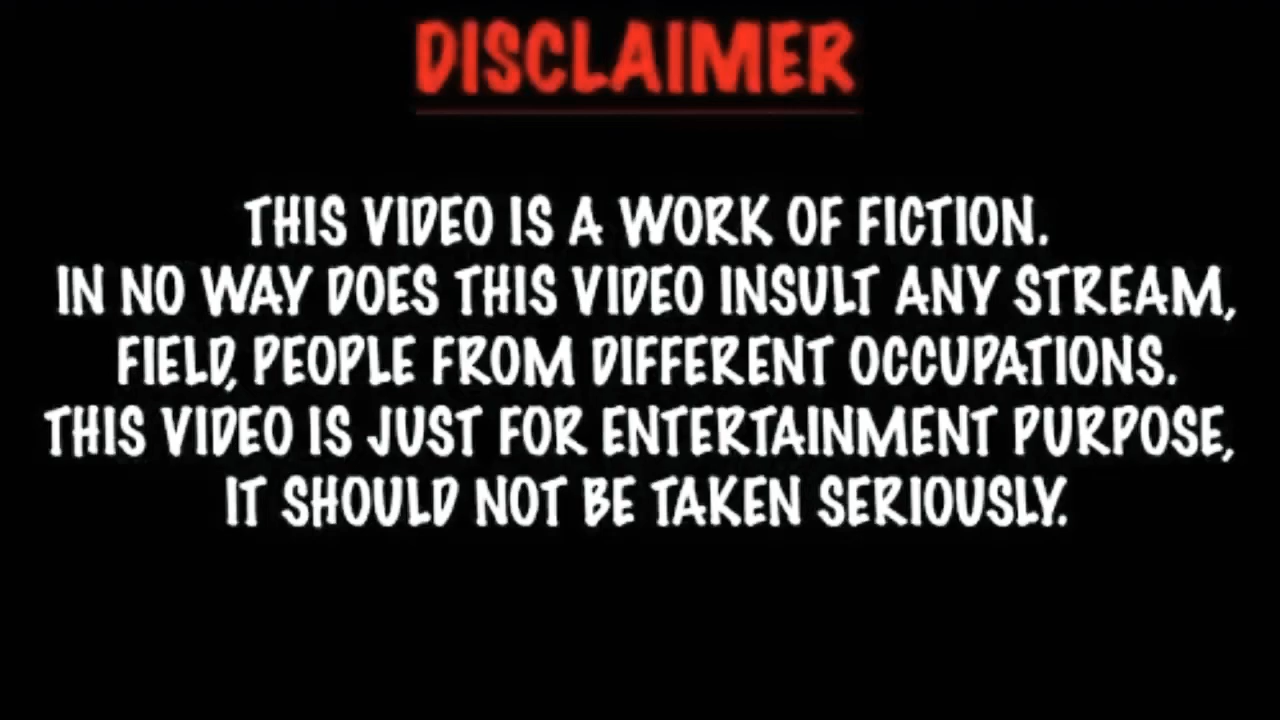 DISCLAIMER
THIS VIDEO IS A WORK OF FICTION.
IN NO WAY DOES THIS VIDEO INSULT ANY STREAM,
FIELD, PEOPLE FROM DIFFERENT OCCUPATIONS.
THIS VIDEO IS JUST FOR ENTERTAINMENT PURPOSE,
IT SHOULD NOT BE TAKEN SERIOUSLY.